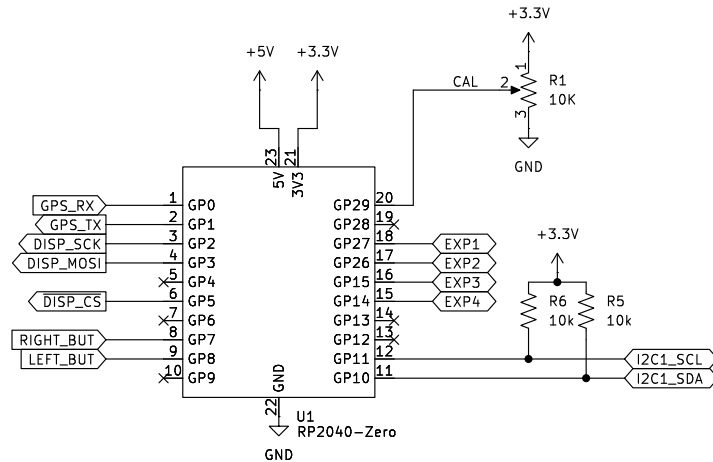 +3.3V
+5V
+3.3V
1
CAL
2
R1
10K
3
GND
23
21
5V
3V3
GPS_RX
1
GP0
GP29
20
GPS_TX
2
GP1
GP28
19
DISP_SCK
3
GP2
GP27
18
EXP1
DISP_MOSI
4
GP3
GP26
17
EXP2
5
GP4
GP15
16
EXP3
DISP_CS
6
GP5
GP14
15
EXP4
7
GP6
GP13
14
RIGHT_BUT
8
GP7
GP12
13
LEFT_BUT
9
GP8
GP11
12
I2C1_SCL
10
GP9
GP10
11
I2C1_SDA
+3.3V
R6
10k
R5
10k
GND
22
U1
RP2040-Zero
GND